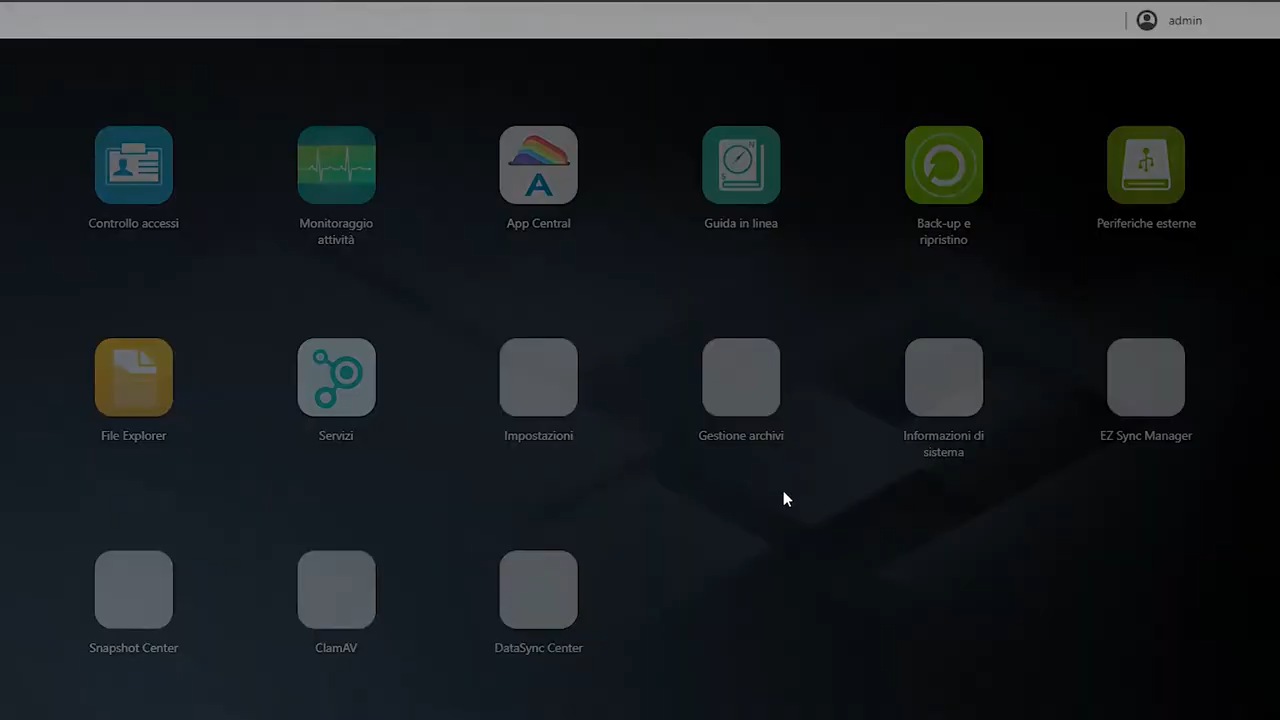 admin
Controllo accessi
Monitoraggio
attività
App Central
Guida in linea
Back-up e
ripristino
Periferiche esterne
File Explorer
Servizi
Impostazioni
Gestione archivi
Informazioni di
sistema
EZ Sync Manager
Snapshot Center
ClamAV
DataSync Center